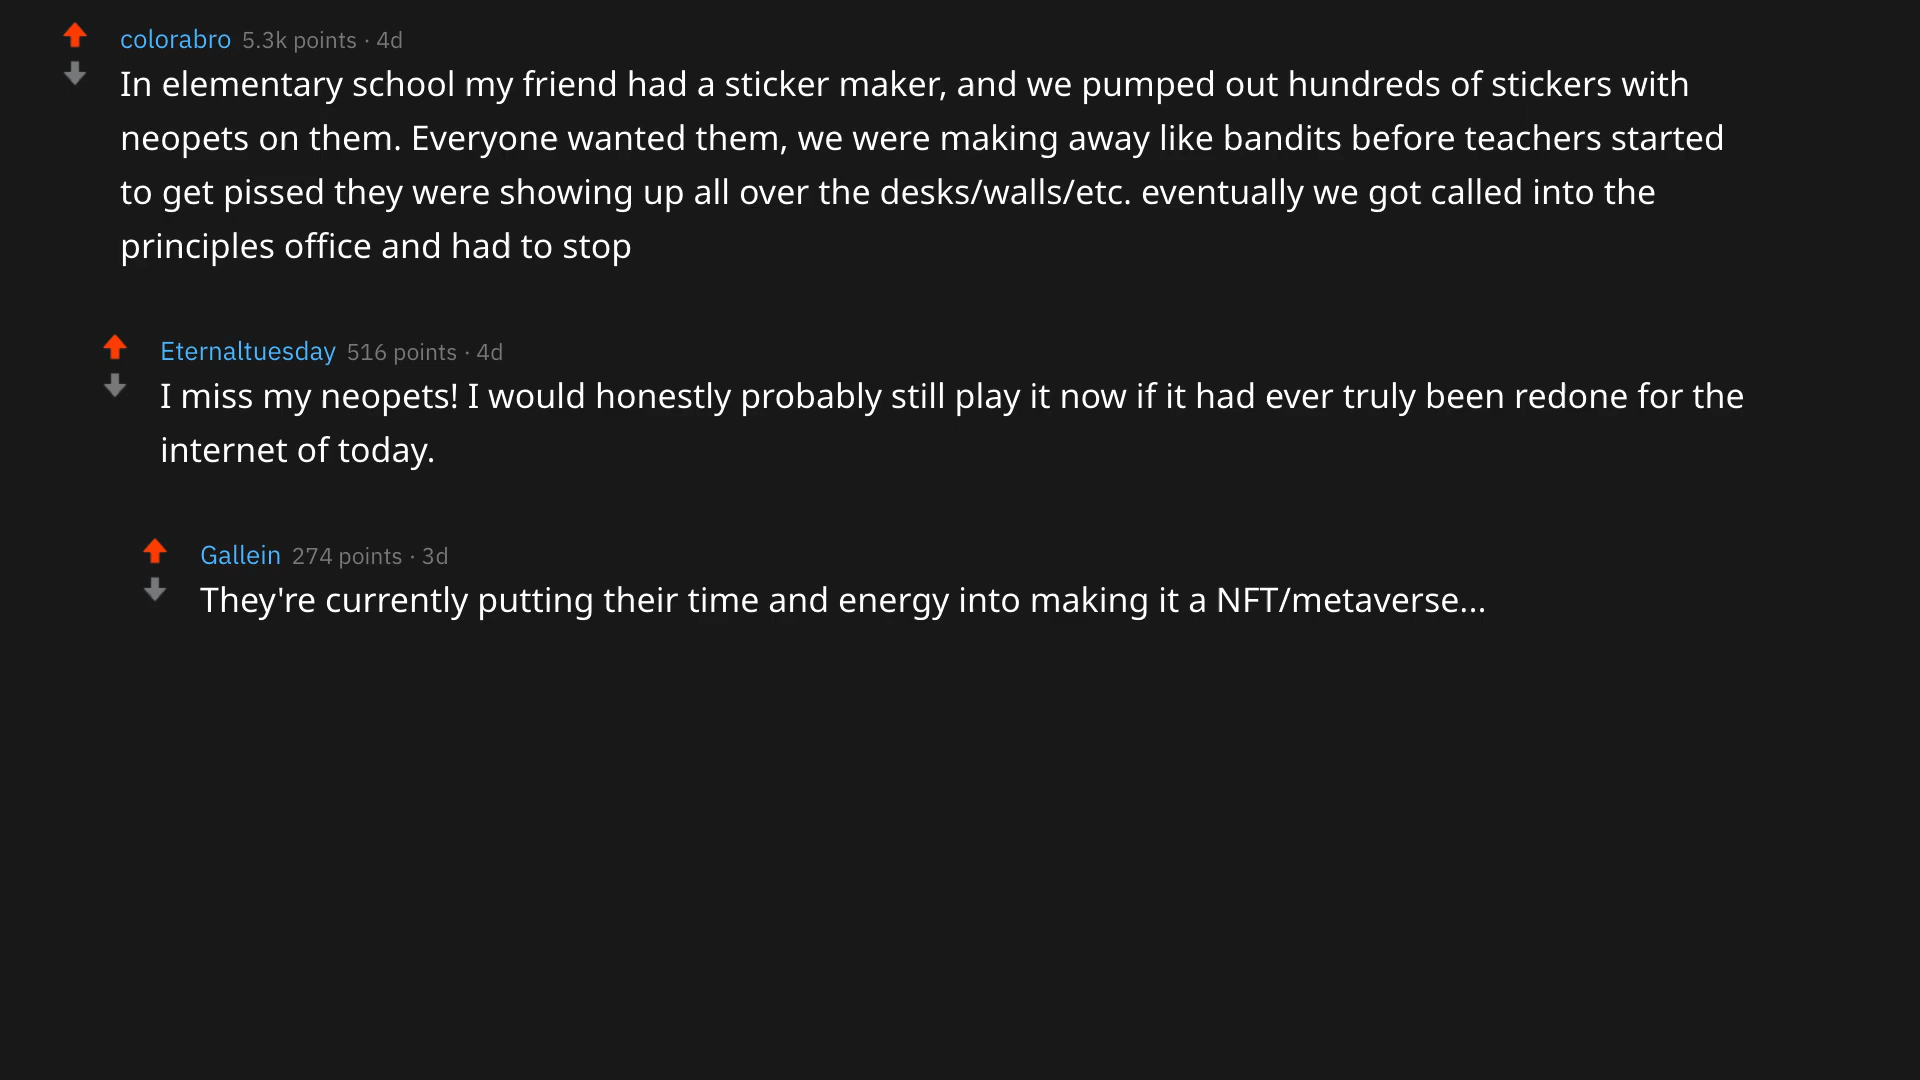 colorabro 5.3k points · 4d
In elementary school my friend had a sticker maker, and we pumped out hundreds of stickers with
neopets on them. Everyone wanted them, we were making away like bandits before teachers started
to get pissed they were showing up all over the desks/walls/etc. eventually we got called into the
principles office and had to stop
Eternaltuesday 516 points · 4d
I miss my neopets! I would honestly probably still play it now if it had ever truly been redone for the
internet of today.
Gallein 274 points · 3d
They're currently putting their time and energy into making it a NFT/metaverse...